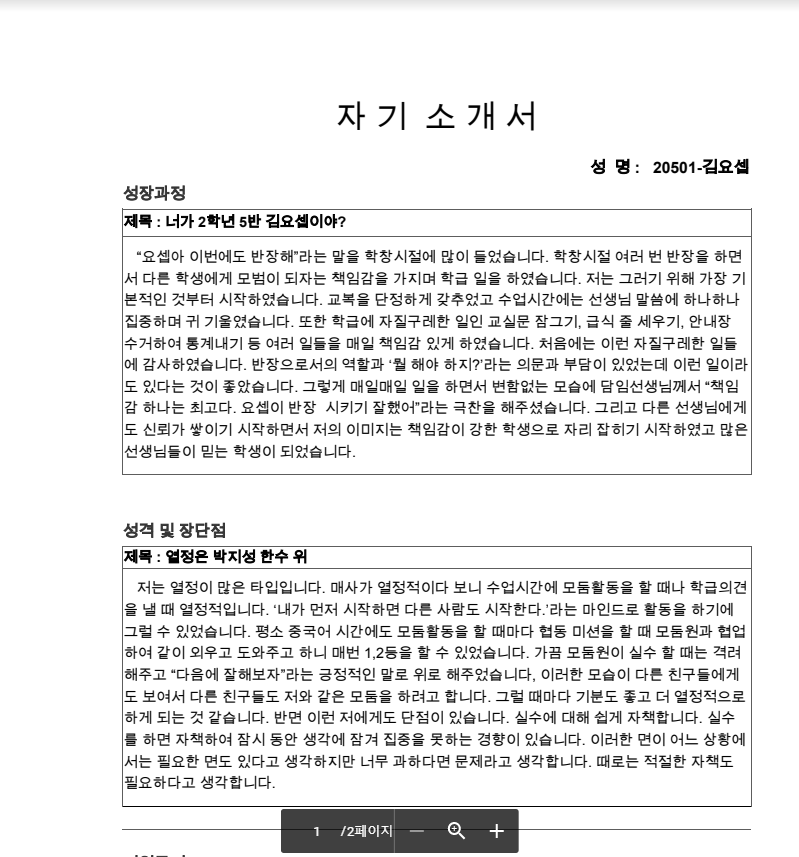 자 기 소 개 서
성 명 : 20501-김요셉
성장과정
제목 : 너가 2학년 5반 김요셉이야?
“요셉아 이번에도 반장해”라는 말을 학창시절에 많이 들었습니다. 학창시절 여러 번 반장을 하면
서 다른 학생에게 모범이 되자는 책임감을 가지며 학급 일을 하였습니다. 저는 그러기 위해 가장 기
본적인 것부터 시작하였습니다. 교복을 단정하게 갖추었고 수업시간에는 선생님 말씀에 하나하나
집중하며 귀 기울였습니다. 또한 학급에 자질구레한 일인 교실문 잠그기, 급식 줄 세우기, 안내장
수거하여 통계내기 등 여러 일들을 매일 책임감 있게 하였습니다. 처음에는 이런 자질구레한 일들
에 감사하였습니다. 반장으로서의 역할과 ‘뭘 해야 하지?’라는 의문과 부담이 있었는데 이런 일이라
도 있다는 것이 좋았습니다. 그렇게 매일매일 일을 하면서 변함없는 모습에 담임선생님께서 “책임
감 하나는 최고다. 요셉이 반장 시키기 잘했어”라는 극찬을 해주셨습니다. 그리고 다른 선생님에게
도 신뢰가 쌓이기 시작하면서 저의 이미지는 책임감이 강한 학생으로 자리 잡히기 시작하였고 많은
선생님들이 믿는 학생이 되었습니다.
성격 및 장단점
제목 : 열정은 박지성 한수 위
저는 열정이 많은 타입입니다. 매사가 열정적이다 보니 수업시간에 모둠활동을 할 때나 학급의견
을 낼 때 열정적입니다. ‘내가 먼저 시작하면 다른 사람도 시작한다.’라는 마인드로 활동을 하기에
그럴 수 있었습니다. 평소 중국어 시간에도 모둠활동을 할 때마다 협동 미션을 할 때 모둠원과 협업
하여 같이 외우고 도와주고 하니 매번 1,2등을 할 수 있었습니다. 가끔 모둠원이 실수 할 때는 격려
해주고 “다음에 잘해보자”라는 긍정적인 말로 위로 해주었습니다, 이러한 모습이 다른 친구들에게
도 보여서 다른 친구들도 저와 같은 모둠을 하려고 합니다. 그럴 때마다 기분도 좋고 더 열정적으로
하게 되는 것 같습니다. 반면 이런 저에게도 단점이 있습니다. 실수에 대해 쉽게 자책합니다. 실수
를 하면 자책하여 잠시 동안 생각에 잠겨 집중을 못하는 경향이 있습니다. 이러한 면이 어느 상황에
서는 필요한 면도 있다고 생각하지만 너무 과하다면 문제라고 생각합니다. 때로는 적절한 자책도
필요하다고 생각합니다.
1 /2페이지